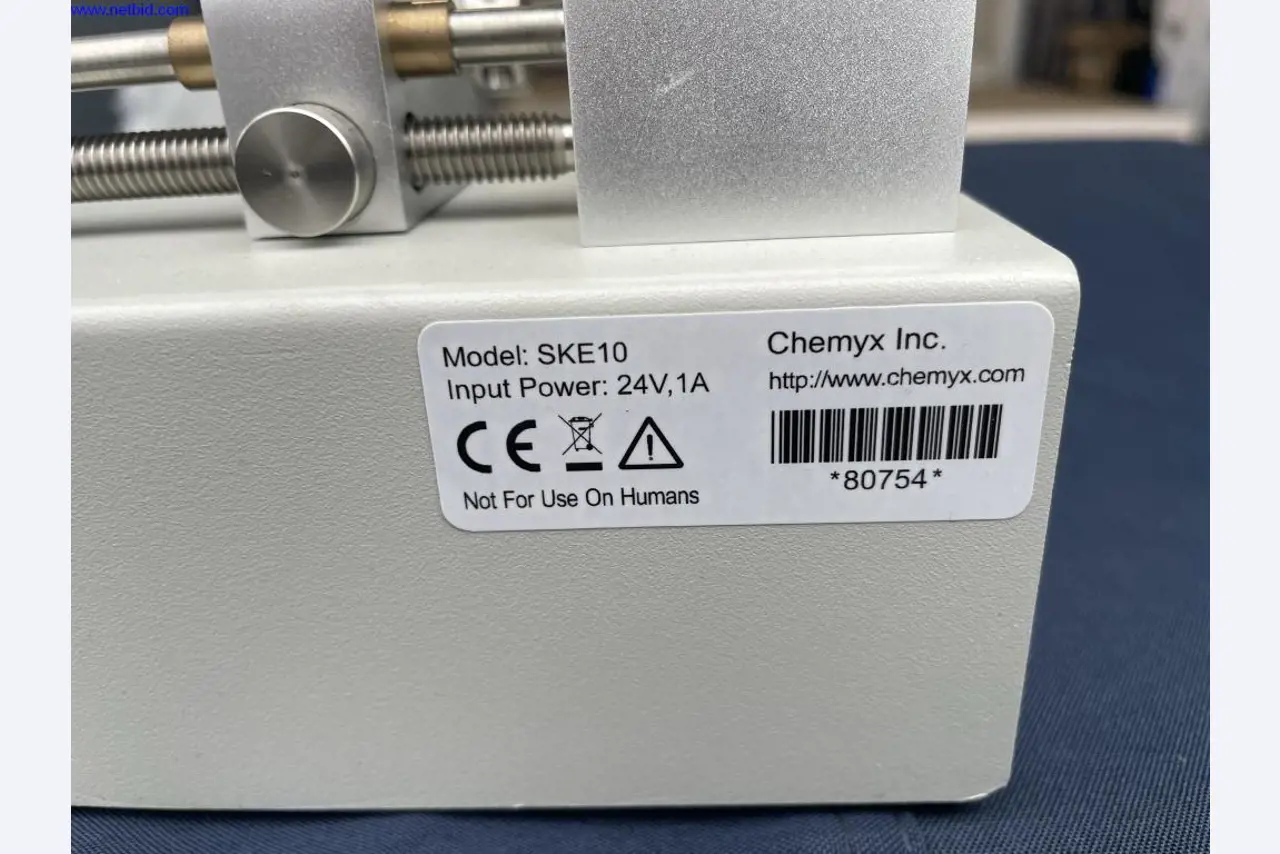 www.netbid.com
Model: SKE10
Input Power: 24V,1A
CE
Not For Use On Humans
Chemyx Inc.
http://www.chemyx.com
*80754*